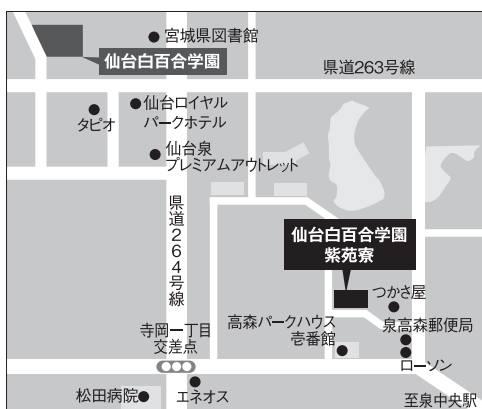 宮城県図書館
仙台白百合学園
県道263号線
仙台ロイヤル
パークホテル
タピオ
仙台泉
プレミアムアウトレット
県道264号線
仙台白百合学園
紫苑寮
つかさ屋
高森パークハウス
壱番館
泉高森郵便局
寺岡一丁目
交差点
ローソン
松田病院
エネオス
至泉中央駅